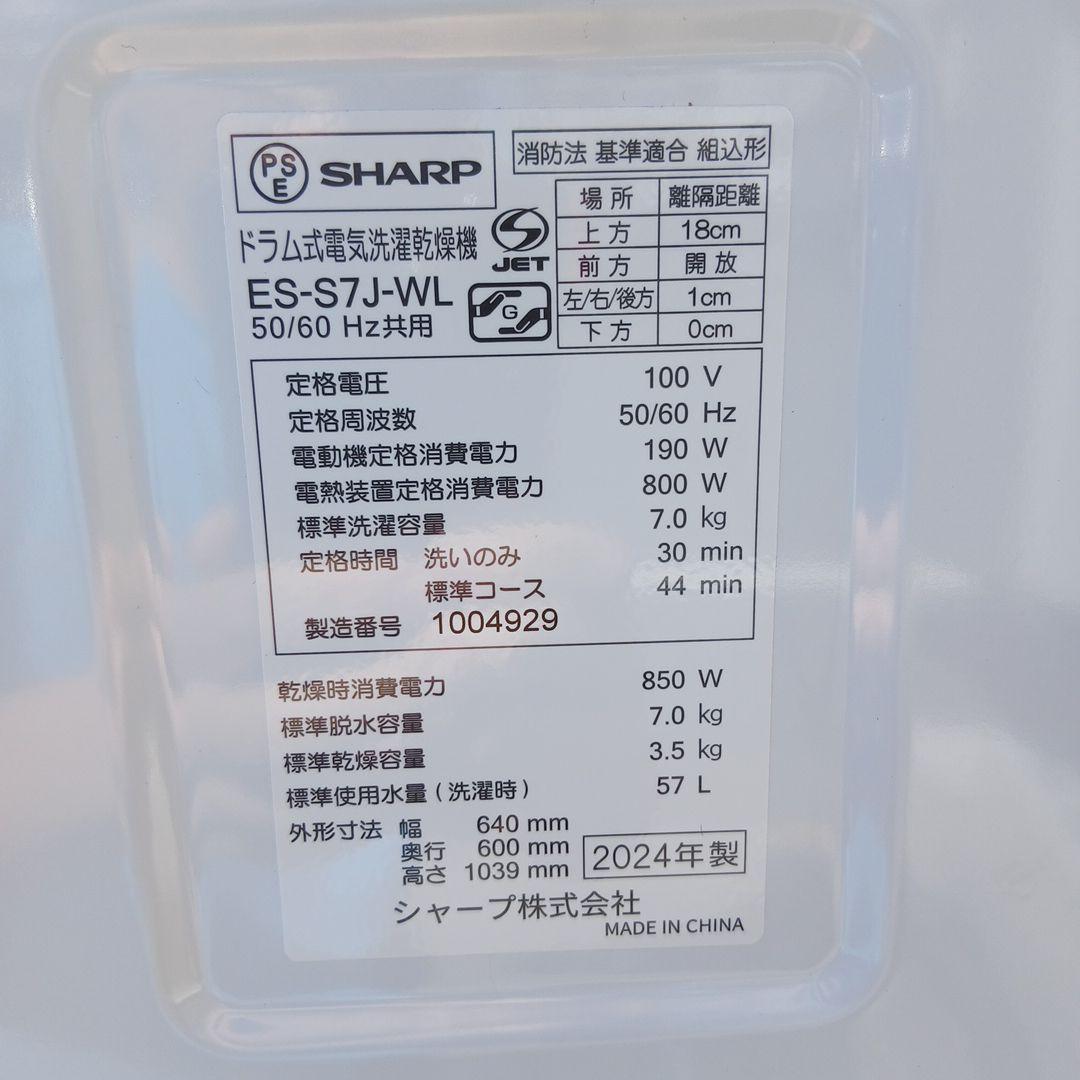 PSE SHARP
消防法 基準適合 組込形
場所 離隔距離
上方 18cm
前方 開放
左/右/後方 1cm
下方 0cm
ドラム式電気洗濯乾燥機
S JET
ES-S7J-WL
G
50/60 Hz共用
定格電圧 100 V
定格周波数 50/60 Hz
電動機定格消費電力 190 W
電熱装置定格消費電力 800 W
標準洗濯容量 7.0 kg
定格時間 洗いのみ 30 min
標準コース 44 min
製造番号 1004929
乾燥時消費電力 850 W
標準脱水容量 7.0 kg
標準乾燥容量 3.5 kg
標準使用水量(洗濯時) 57 L
外形寸法 幅 640 mm
奥行 600 mm
高さ 1039 mm
2024年製
シャープ株式会社
MADE IN CHINA